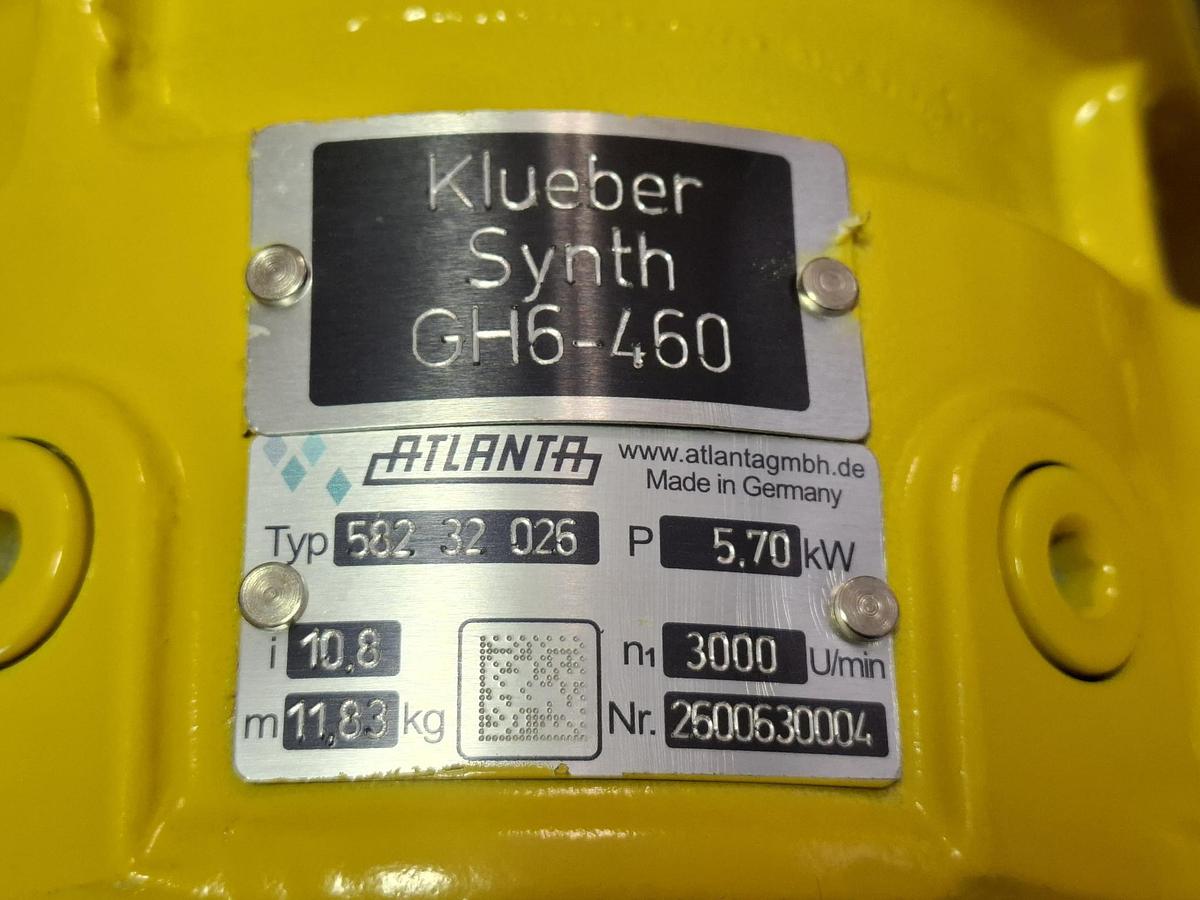 Klueber
Synth
GH6-460
ATLANTA
www.atlantagmbh.de
Made in Germany
Typ 582 32 026 P 5,70 kW
i 10,8 n1 3000 U/min
m 11,83 kg Nr. 2600630004